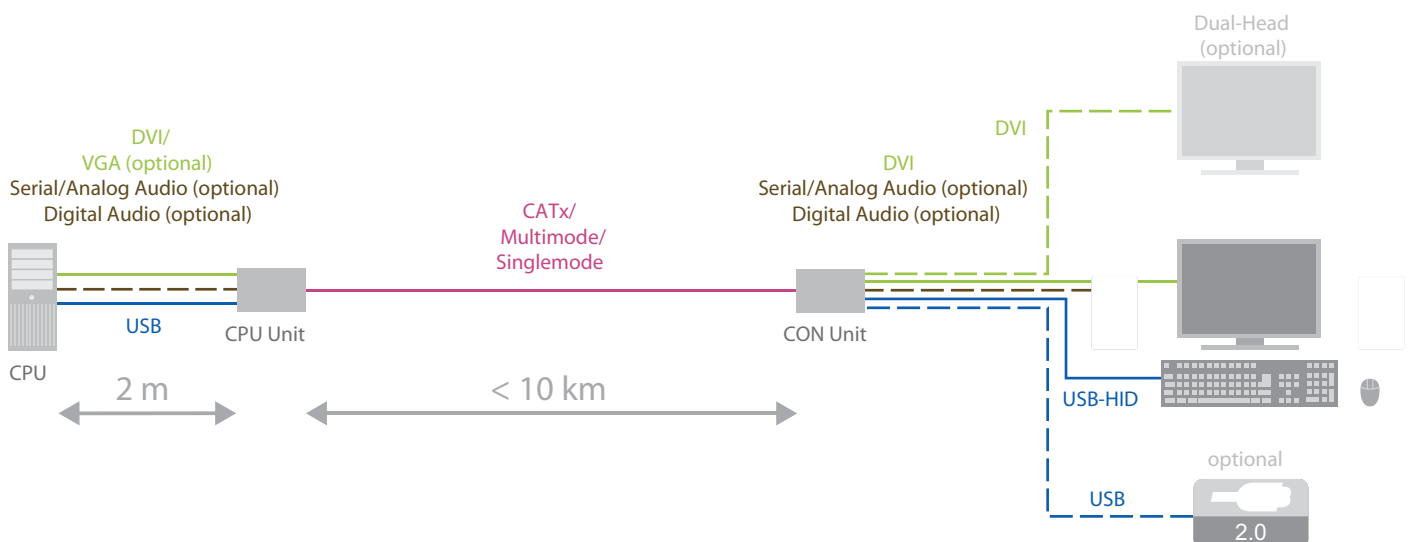 Dual-Head
(optional)
DVI
DVI/
VGA (optional)
Serial/Analog Audio (optional)
Digital Audio (optional)
DVI
Serial/Analog Audio (optional)
Digital Audio (optional)
CATx/
Multimode/
Singlemode
USB
CPU Unit
CON Unit
CPU
2 m
< 10 km
USB-HID
optional
USB
2.0